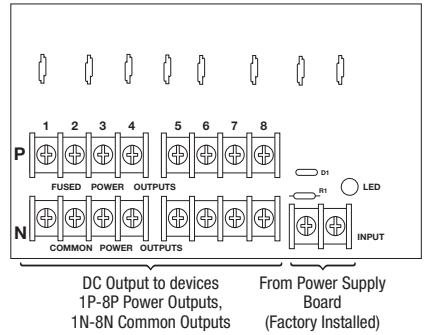 1 2 3 4 5 6 7 8
P
D1
FUSED POWER OUTPUTS
R1
LED
N
INPUT
COMMON POWER OUTPUTS
DC Output to devices
1P-8P Power Outputs,
1N-8N Common Outputs
From Power Supply
Board
(Factory Installed)